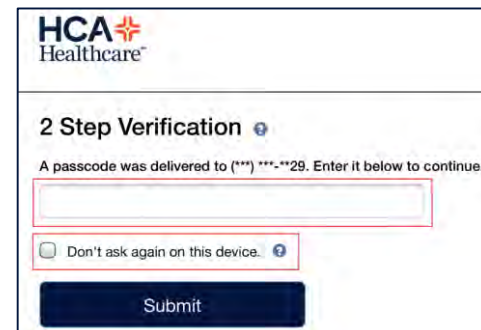 HCA
Healthcare™
2 Step Verification ?
A passcode was delivered to (***) ***-**29. Enter it below to continue
Don't ask again on this device. ?
Submit